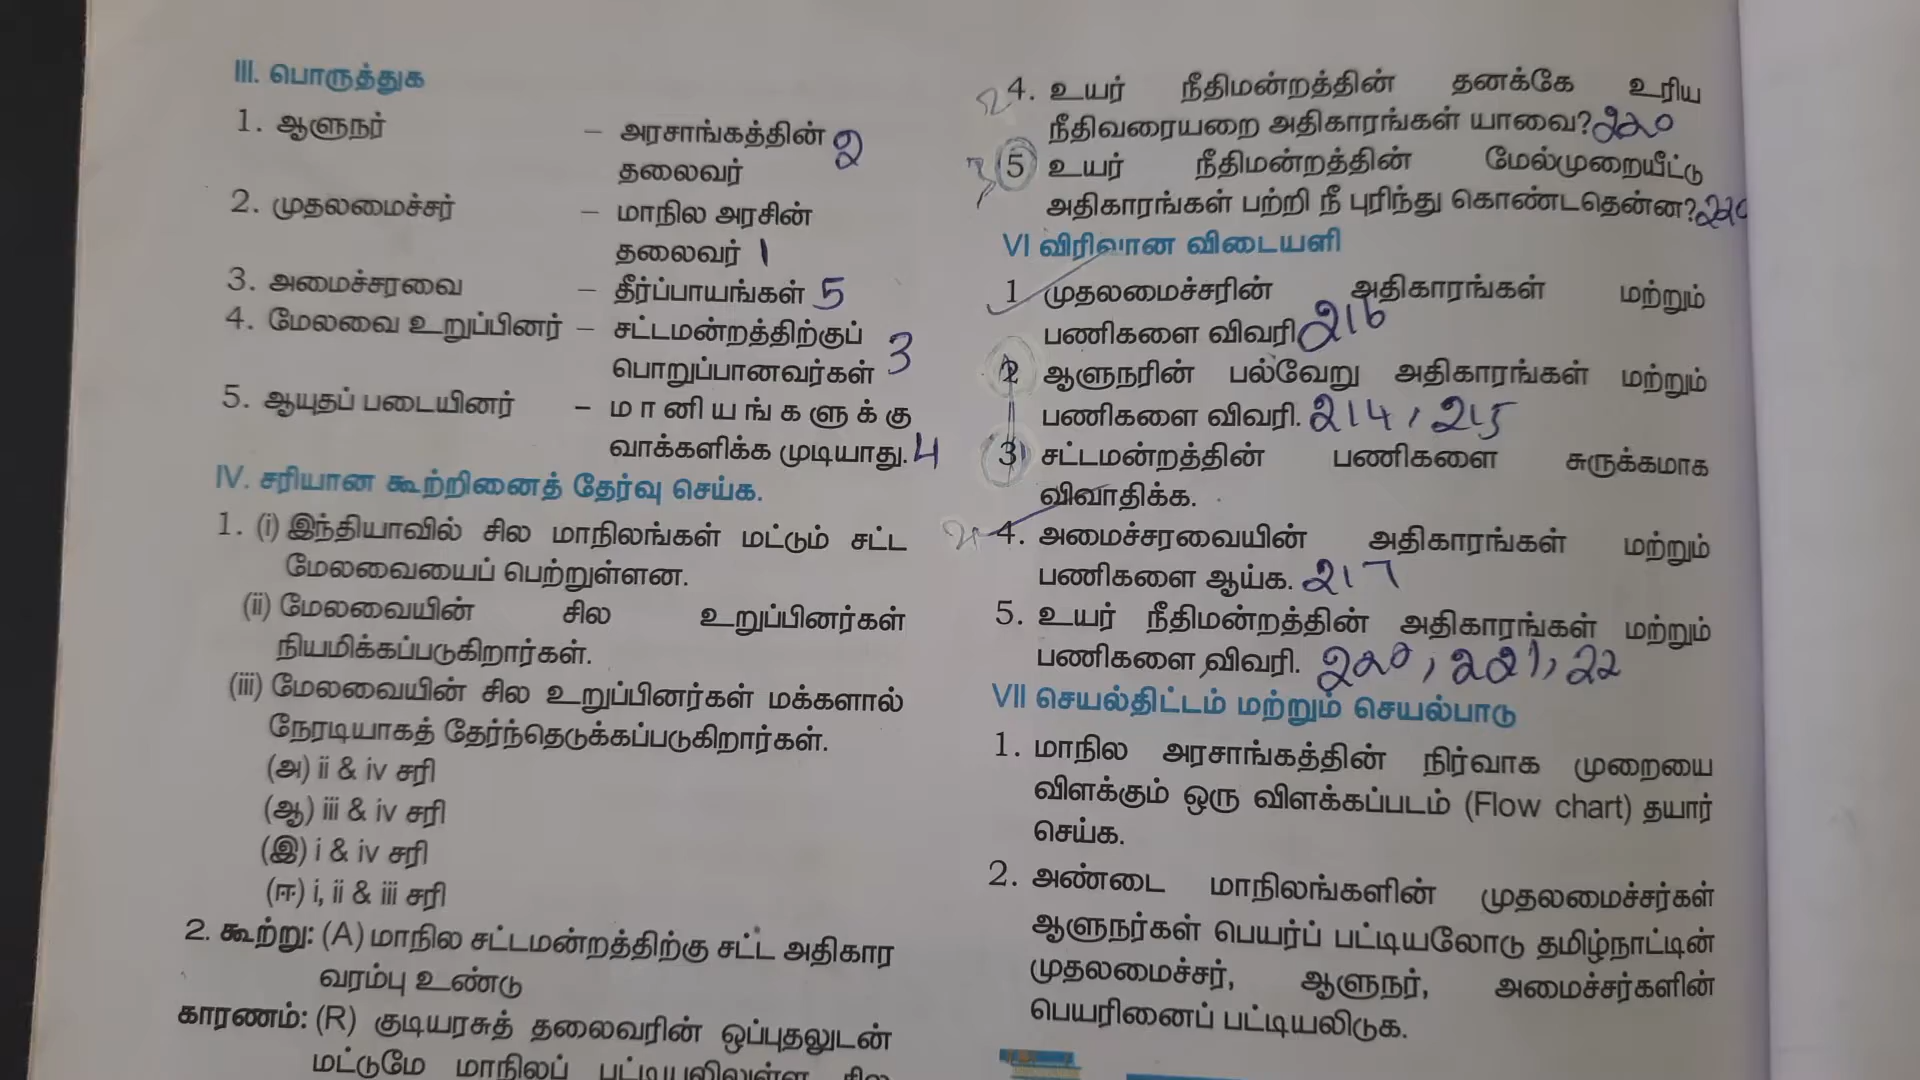 III. பொருத்துக
1. ஆளுநர் – அரசாங்கத்தின் 2
தலைவர்
2. முதலமைச்சர் – மாநில அரசின்
தலைவர் 1
3. அமைச்சரவை – தீர்ப்பாயங்கள் 5
4. மேலவை உறுப்பினர் – சட்டமன்றத்திற்குப்
பொறுப்பானவர்கள் 3
5. ஆயுதப் படையினர் – மானியங்களுக்கு
வாக்களிக்க முடியாது. 4
IV. சரியான கூற்றினைத் தேர்வு செய்க.
1. (i) இந்தியாவில் சில மாநிலங்கள் மட்டும் சட்ட
மேலவையைப் பெற்றுள்ளன.
(ii) மேலவையின் சில உறுப்பினர்கள்
நியமிக்கப்படுகிறார்கள்.
(iii) மேலவையின் சில உறுப்பினர்கள் மக்களால்
நேரடியாகத் தேர்ந்தெடுக்கப்படுகிறார்கள்.
(அ) ii & iv சரி
(ஆ) iii & iv சரி
(இ) i & iv சரி
(ஈ) i, ii & iii சரி
2. கூற்று: (A) மாநில சட்டமன்றத்திற்கு சட்ட அதிகார
வரம்பு உண்டு
காரணம்: (R) குடியரசுத் தலைவரின் ஒப்புதலுடன்
மட்டுமே மாநிலப் பட்டியலிலுள்ள சில
4. உயர் நீதிமன்றத்தின் தனக்கே உரிய
நீதிவரையறை அதிகாரங்கள் யாவை? 220
5 உயர் நீதிமன்றத்தின் மேல்முறையீட்டு
அதிகாரங்கள் பற்றி நீ புரிந்து கொண்டதென்ன? 220
VI விரிவான விடையளி
1 முதலமைச்சரின் அதிகாரங்கள் மற்றும்
பணிகளை விவரி 216
2 ஆளுநரின் பல்வேறு அதிகாரங்கள் மற்றும்
பணிகளை விவரி. 214, 215
3 சட்டமன்றத்தின் பணிகளை சுருக்கமாக
விவாதிக்க.
4. அமைச்சரவையின் அதிகாரங்கள் மற்றும்
பணிகளை ஆய்க. 217
5. உயர் நீதிமன்றத்தின் அதிகாரங்கள் மற்றும்
பணிகளை விவரி. 220, 221, 22
VII செயல்திட்டம் மற்றும் செயல்பாடு
1. மாநில அரசாங்கத்தின் நிர்வாக முறையை
விளக்கும் ஒரு விளக்கப்படம் (Flow chart) தயார்
செய்க.
2. அண்டை மாநிலங்களின் முதலமைச்சர்கள்
ஆளுநர்கள் பெயர்ப் பட்டியலோடு தமிழ்நாட்டின்
முதலமைச்சர், ஆளுநர், அமைச்சர்களின்
பெயரினைப் பட்டியலிடுக.